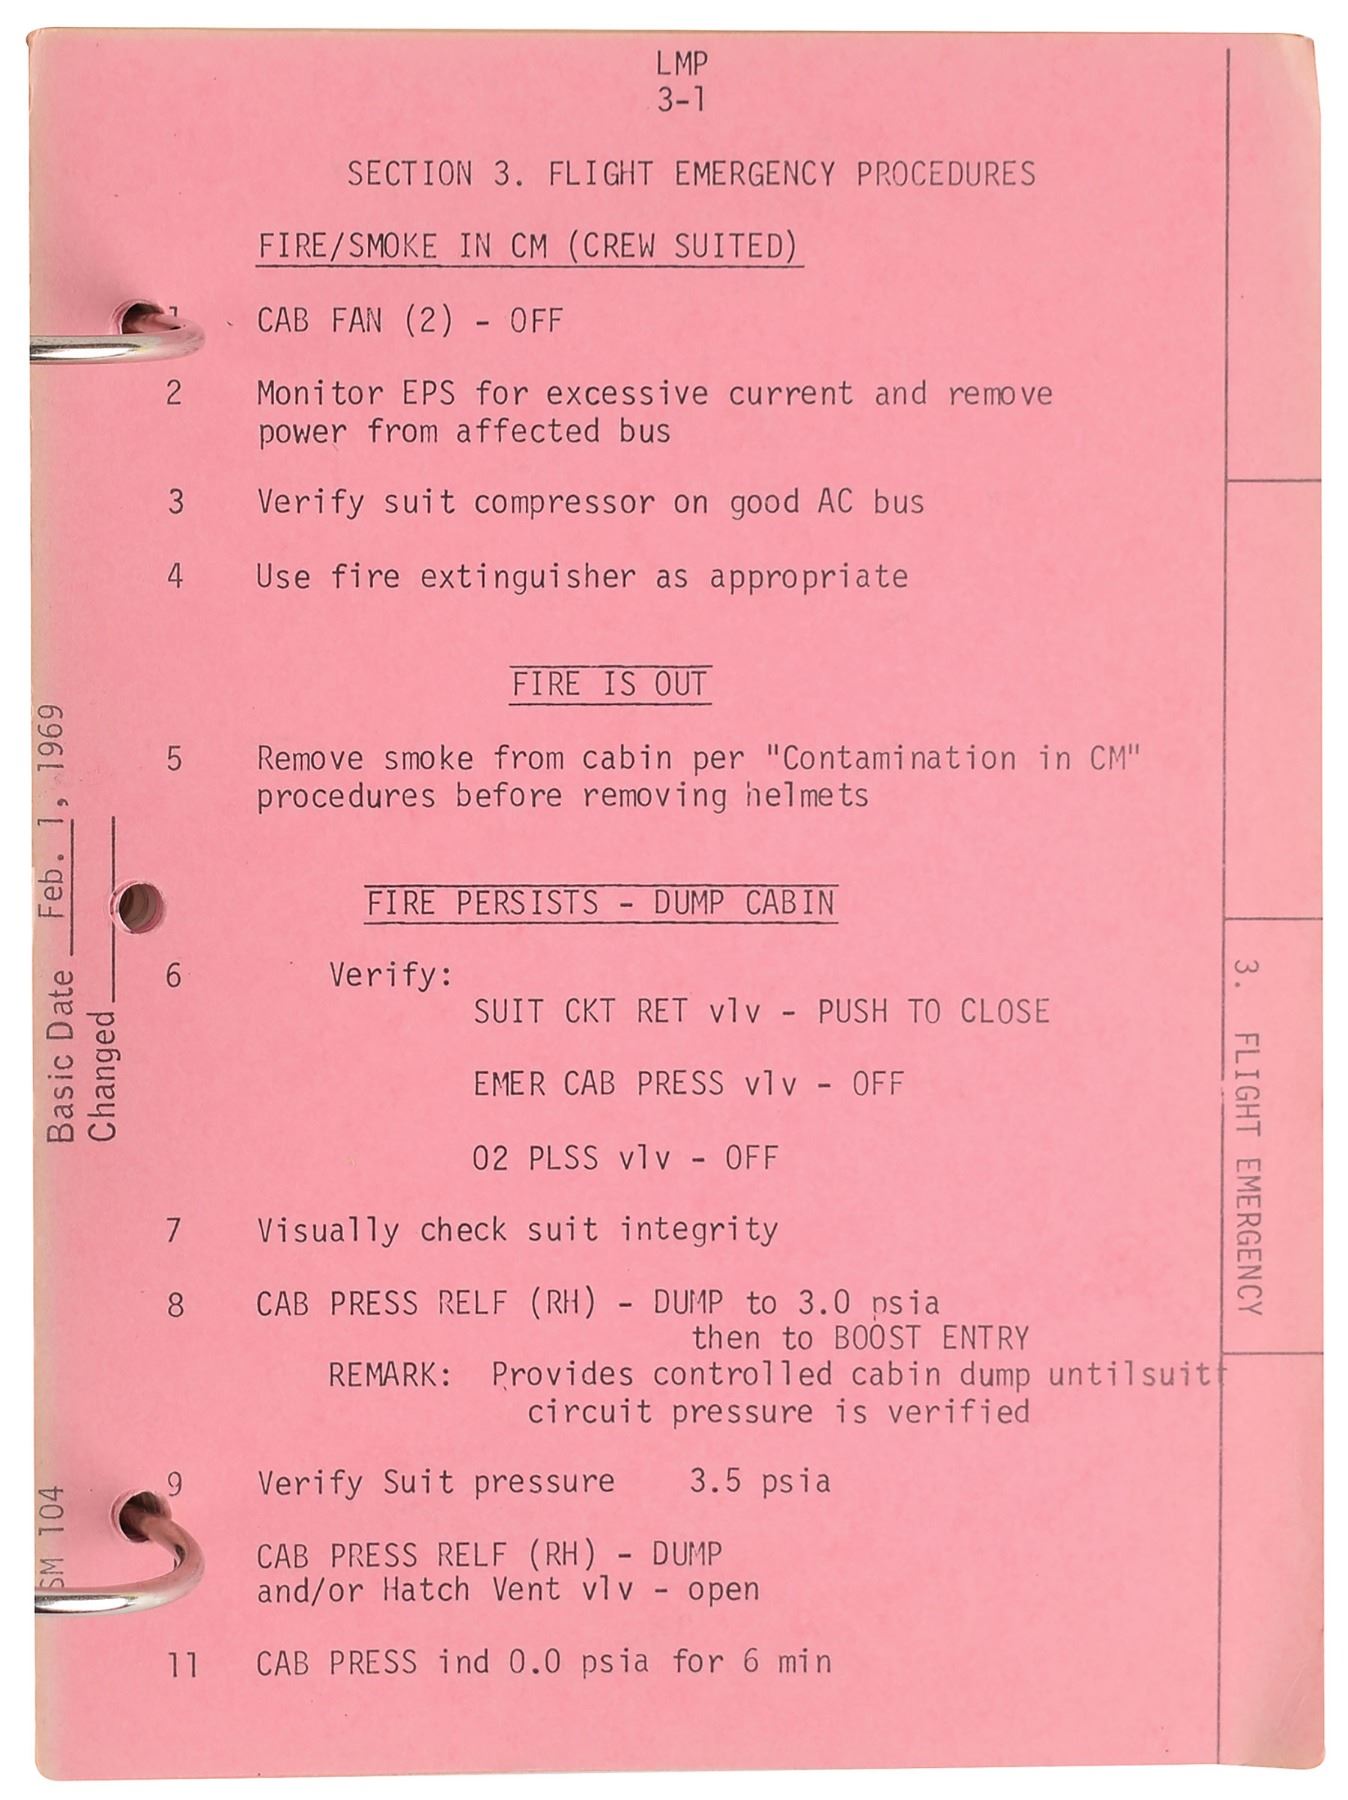 LMP
3-1
SECTION 3. FLIGHT EMERGENCY PROCEDURES
FIRE/SMOKE IN CM (CREW SUITED)
1 CAB FAN (2) - OFF
2 Monitor EPS for excessive current and remove
power from affected bus
3 Verify suit compressor on good AC bus
4 Use fire extinguisher as appropriate
FIRE IS OUT
5 Remove smoke from cabin per "Contamination in CM"
procedures before removing helmets
FIRE PERSISTS - DUMP CABIN
6 Verify:
SUIT CKT RET vlv - PUSH TO CLOSE
EMER CAB PRESS vlv - OFF
O2 PLSS vlv - OFF
7 Visually check suit integrity
8 CAB PRESS RELF (RH) - DUMP to 3.0 psia
then to BOOST ENTRY
REMARK: Provides controlled cabin dump untilsuit
circuit pressure is verified
9 Verify Suit pressure 3.5 psia
CAB PRESS RELF (RH) - DUMP
and/or Hatch Vent vlv - open
11 CAB PRESS ind 0.0 psia for 6 min
Basic Date Feb. 1, 1969
Changed
SM 104
3. FLIGHT EMERGENCY